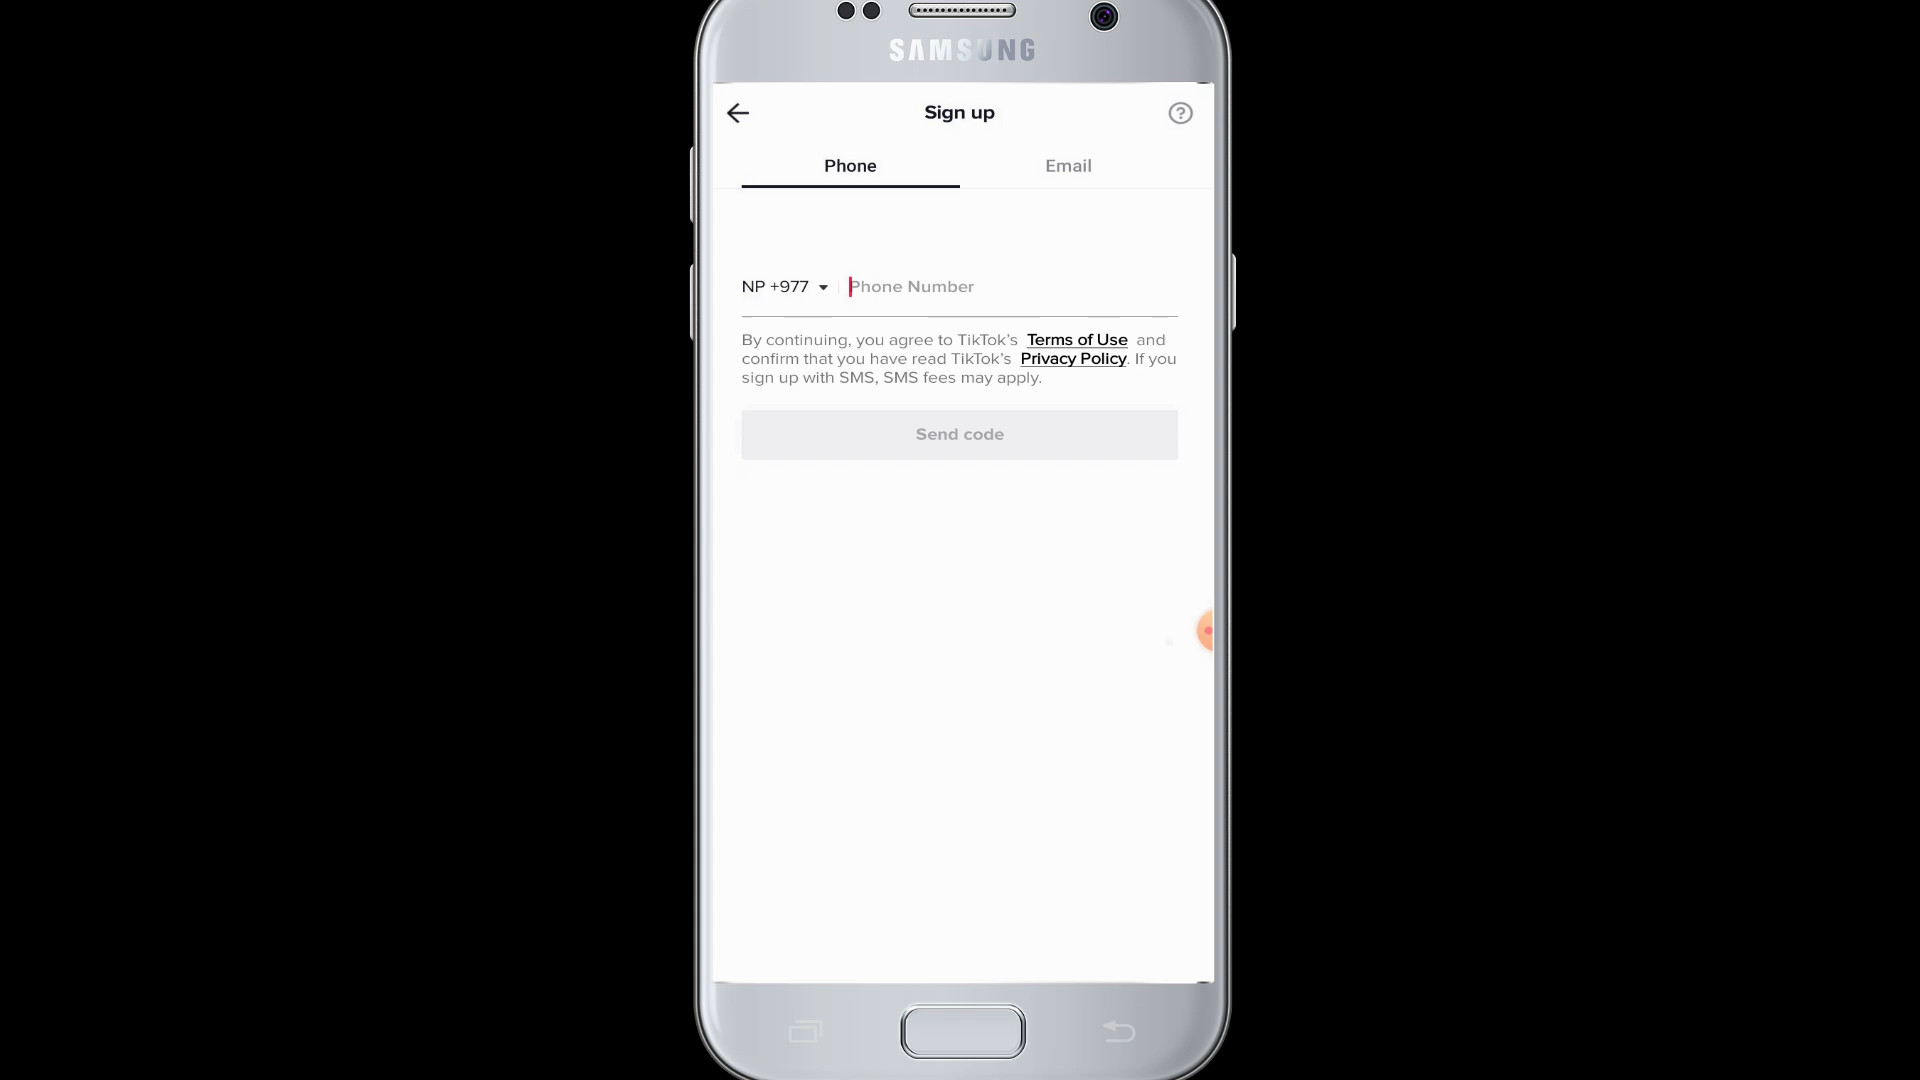 SAMSUNG
Sign up
Phone
Email
NP +977
Phone Number
By continuing, you agree to TikTok's Terms of Use and
confirm that you have read TikTok's Privacy Policy. If you
sign up with SMS, SMS fees may apply.
Send code